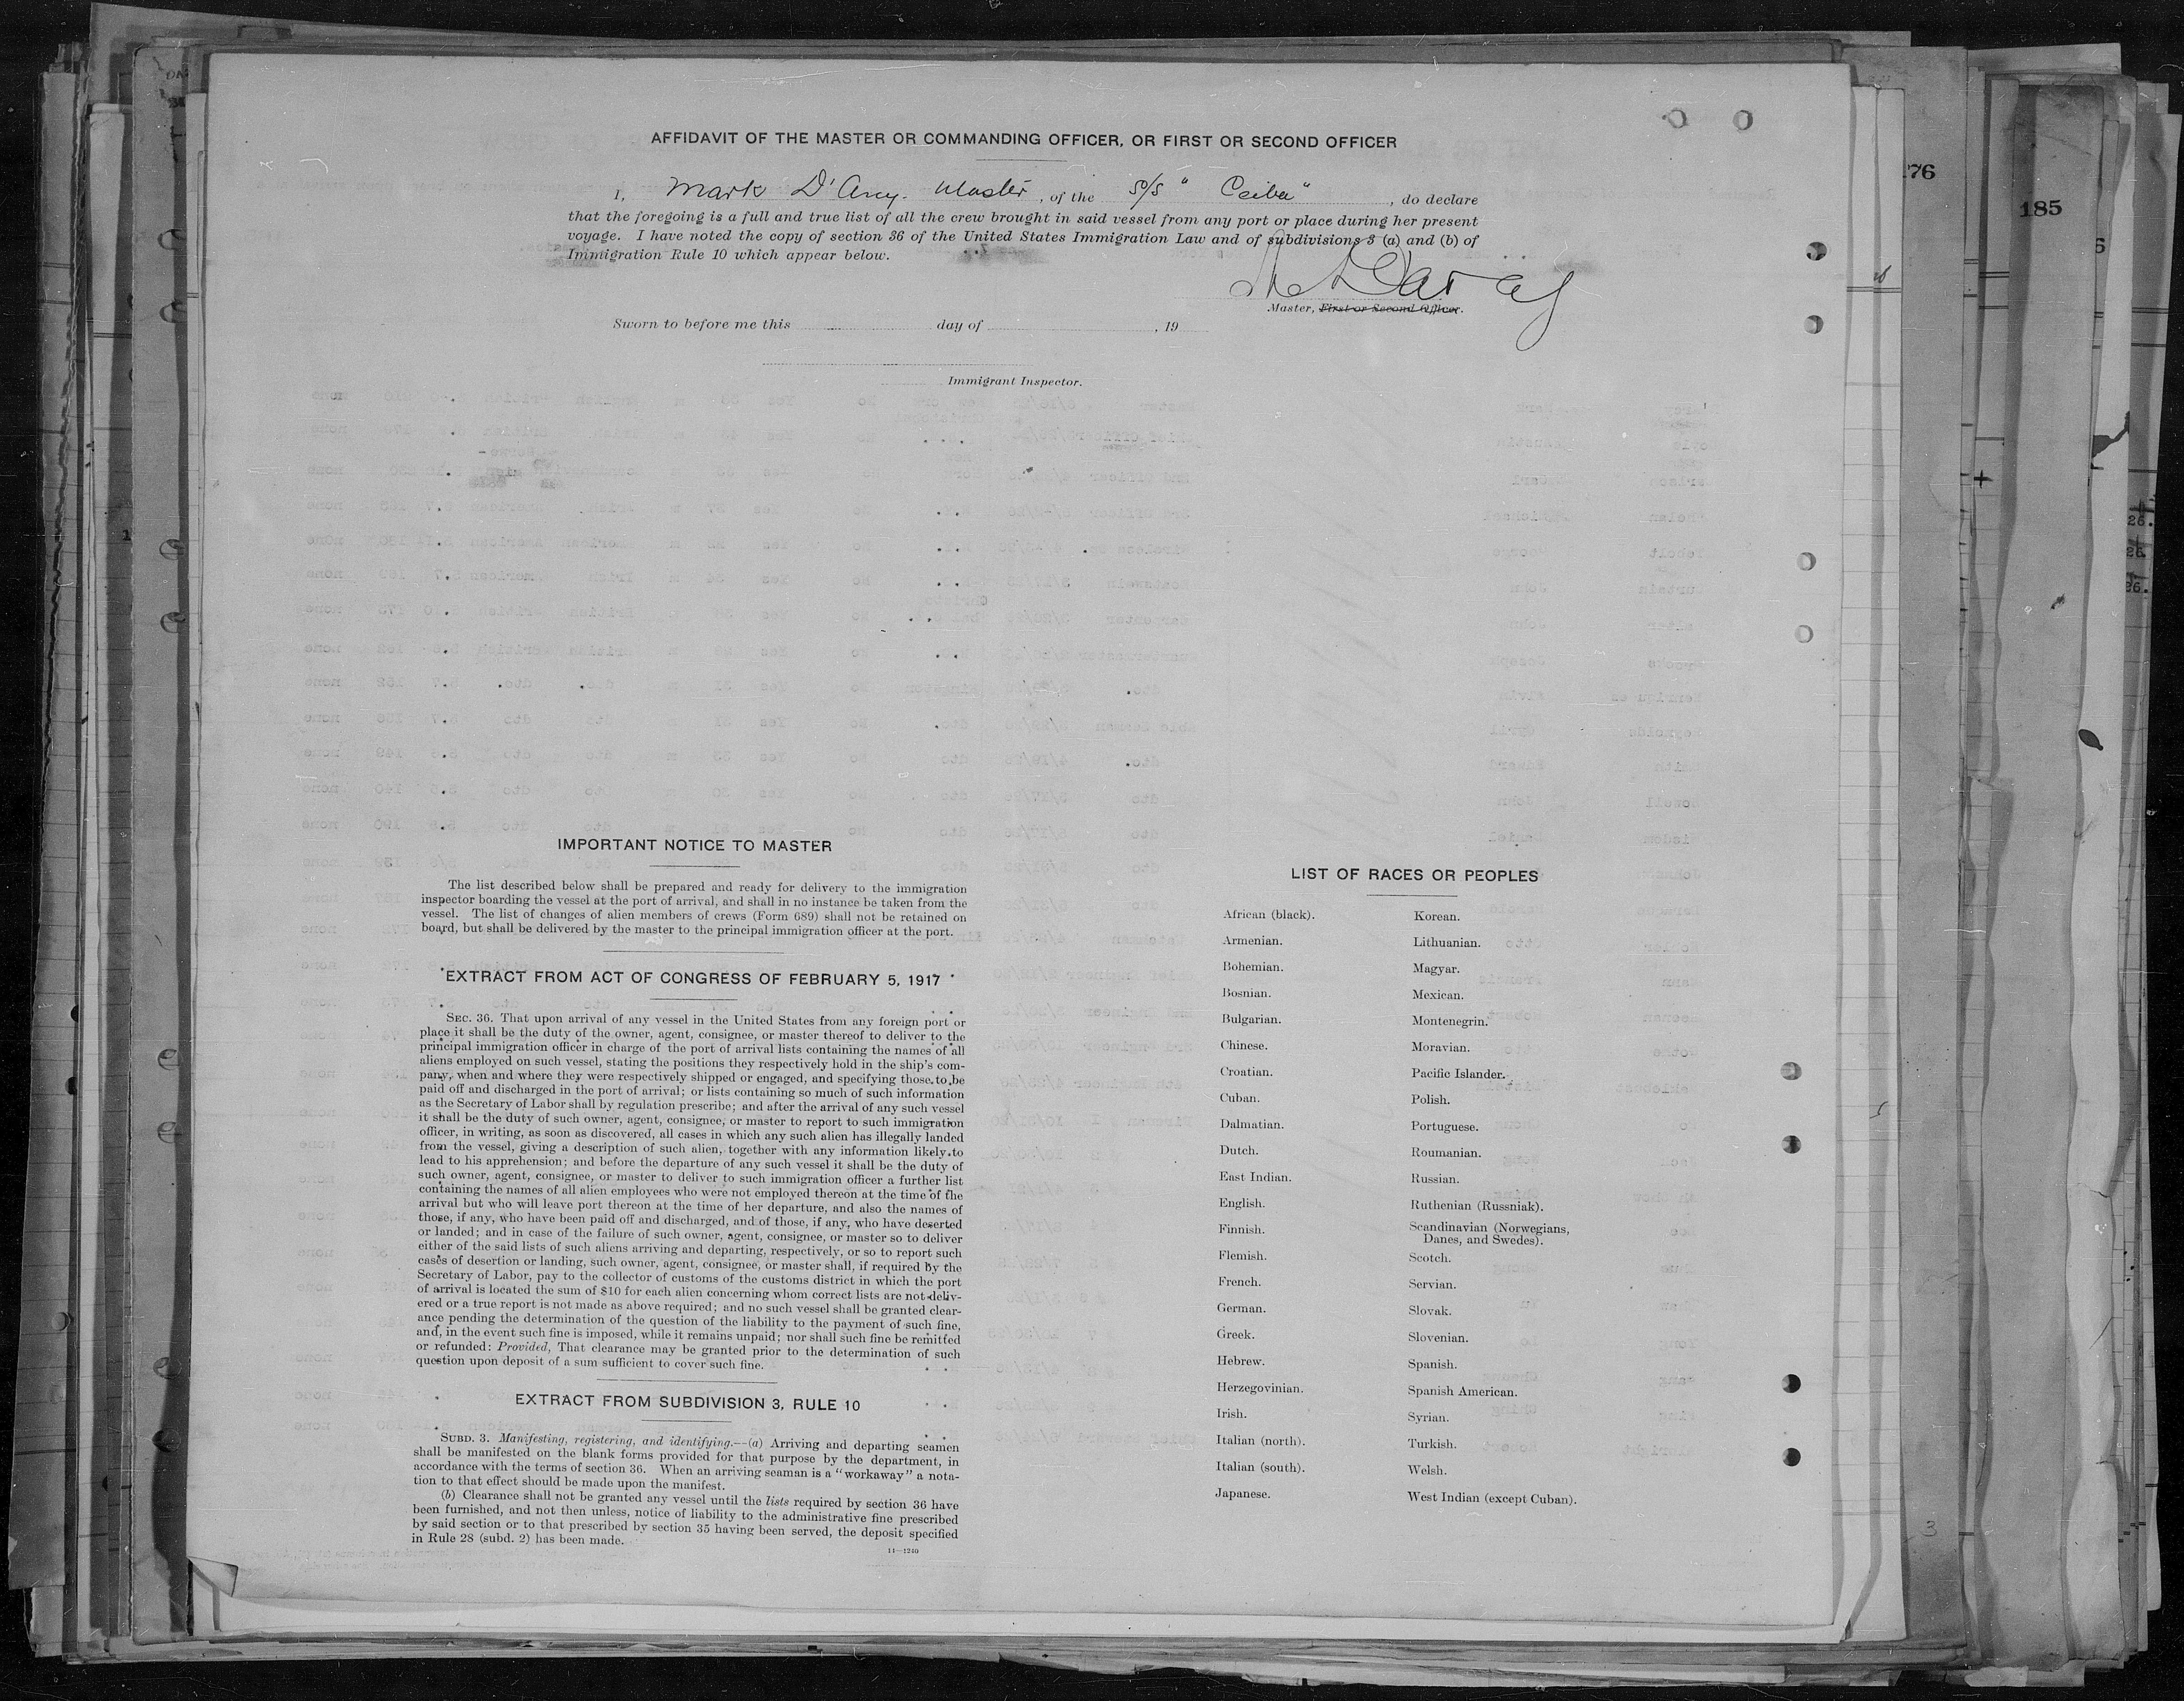 AFFIDAVIT OF THE MASTER OR COMMANDING OFFICER, OR FIRST OR SECOND OFFICER
I, Mark D'Arcy. Master, of the S/S " Ceiba", do declare
that the foregoing is a full and true list of all the crew brought in said vessel from any port or place during her present
voyage. I have noted the copy of section 36 of the United States Immigration Law and of subdivisions 3 (a) and (b) of
Immigration Rule 10 which appear below.
Master, First or Second Officer.
Sworn to before me this day of , 19
Immigrant Inspector.
IMPORTANT NOTICE TO MASTER
The list described below shall be prepared and ready for delivery to the immigration
inspector boarding the vessel at the port of arrival, and shall in no instance be taken from the
vessel. The list of changes of alien members of crews (Form 689) shall not be retained on
board, but shall be delivered by the master to the principal immigration officer at the port.
EXTRACT FROM ACT OF CONGRESS OF FEBRUARY 5, 1917
SEC. 36. That upon arrival of any vessel in the United States from any foreign port or
place it shall be the duty of the owner, agent, consignee, or master thereof to deliver to the
principal immigration officer in charge of the port of arrival lists containing the names of all
aliens employed on such vessel, stating the positions they respectively hold in the ship's com-
pany, when and where they were respectively shipped or engaged, and specifying those to be
paid off and discharged in the port of arrival; or lists containing so much of such information
as the Secretary of Labor shall by regulation prescribe; and after the arrival of any such vessel
it shall be the duty of such owner, agent, consignee, or master to report to such immigration
officer, in writing, as soon as discovered, all cases in which any such alien has illegally landed
from the vessel, giving a description of such alien, together with any information likely to
lead to his apprehension; and before the departure of any such vessel it shall be the duty of
such owner, agent, consignee, or master to deliver to such immigration officer a further list
containing the names of all alien employees who were not employed thereon at the time of the
arrival but who will leave port thereon at the time of her departure, and also the names of
those, if any, who have been paid off and discharged, and of those, if any, who have deserted
or landed; and in case of the failure of such owner, agent, consignee, or master so to deliver
either of the said lists of such aliens arriving and departing, respectively, or so to report such
cases of desertion or landing, such owner, agent, consignee, or master shall, if required by the
Secretary of Labor, pay to the collector of customs of the customs district in which the port
of arrival is located the sum of $10 for each alien concerning whom correct lists are not deliv-
ered or a true report is not made as above required; and no such vessel shall be granted clear-
ance pending the determination of the question of the liability to the payment of such fine,
and, in the event such fine is imposed, while it remains unpaid; nor shall such fine be remitted
or refunded: Provided, That clearance may be granted prior to the determination of such
question upon deposit of a sum sufficient to cover such fine.
EXTRACT FROM SUBDIVISION 3, RULE 10
SUBD. 3. Manifesting, registering, and identifying.—(a) Arriving and departing seamen
shall be manifested on the blank forms provided for that purpose by the department, in
accordance with the terms of section 36. When an arriving seaman is a "workaway" a nota-
tion to that effect should be made upon the manifest.
(b) Clearance shall not be granted any vessel until the lists required by section 36 have
been furnished, and not then unless, notice of liability to the administrative fine prescribed
by said section or to that prescribed by section 35 having been served, the deposit specified
in Rule 28 (subd. 2) has been made.
14—1240
LIST OF RACES OR PEOPLES
African (black).
Armenian.
Bohemian.
Bosnian.
Bulgarian.
Chinese.
Croatian.
Cuban.
Dalmatian.
Dutch.
East Indian.
English.
Finnish.
Flemish.
French.
German.
Greek.
Hebrew.
Herzegovinian.
Irish.
Italian (north).
Italian (south).
Japanese.
Korean.
Lithuanian.
Magyar.
Mexican.
Montenegrin.
Moravian.
Pacific Islander.
Polish.
Portuguese.
Roumanian.
Russian.
Ruthenian (Russniak).
Scandinavian (Norwegians,
Danes, and Swedes).
Scotch.
Servian.
Slovak.
Slovenian.
Spanish.
Spanish American.
Syrian.
Turkish.
Welsh.
West Indian (except Cuban).
76
185
26.
26.
26.
3